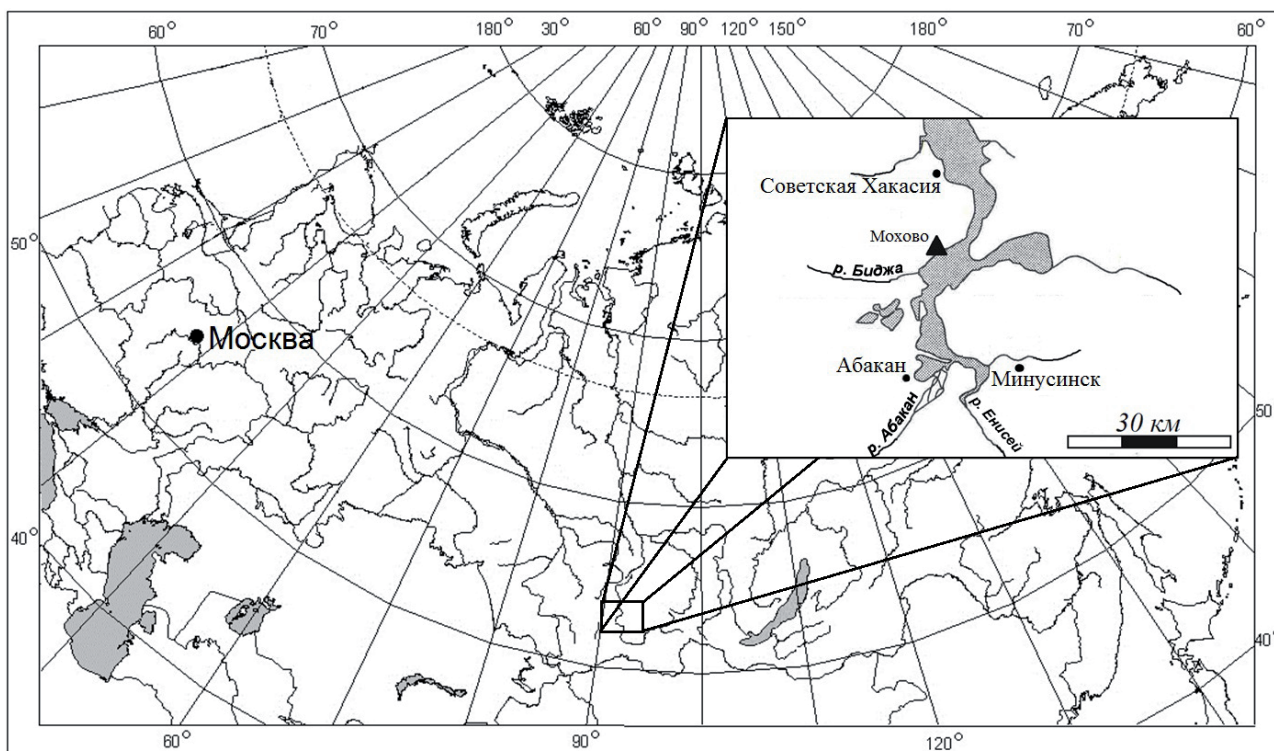 60° 70° 180° 30° 60° 90° 120° 150° 180° 70° 60°
Советская Хакасия
Мохово
р. Биджа
50°
Москва
Абакан
Минусинск
50
р. Абакан
р. Енисей
30 км
40°
40
60° 90° 120°